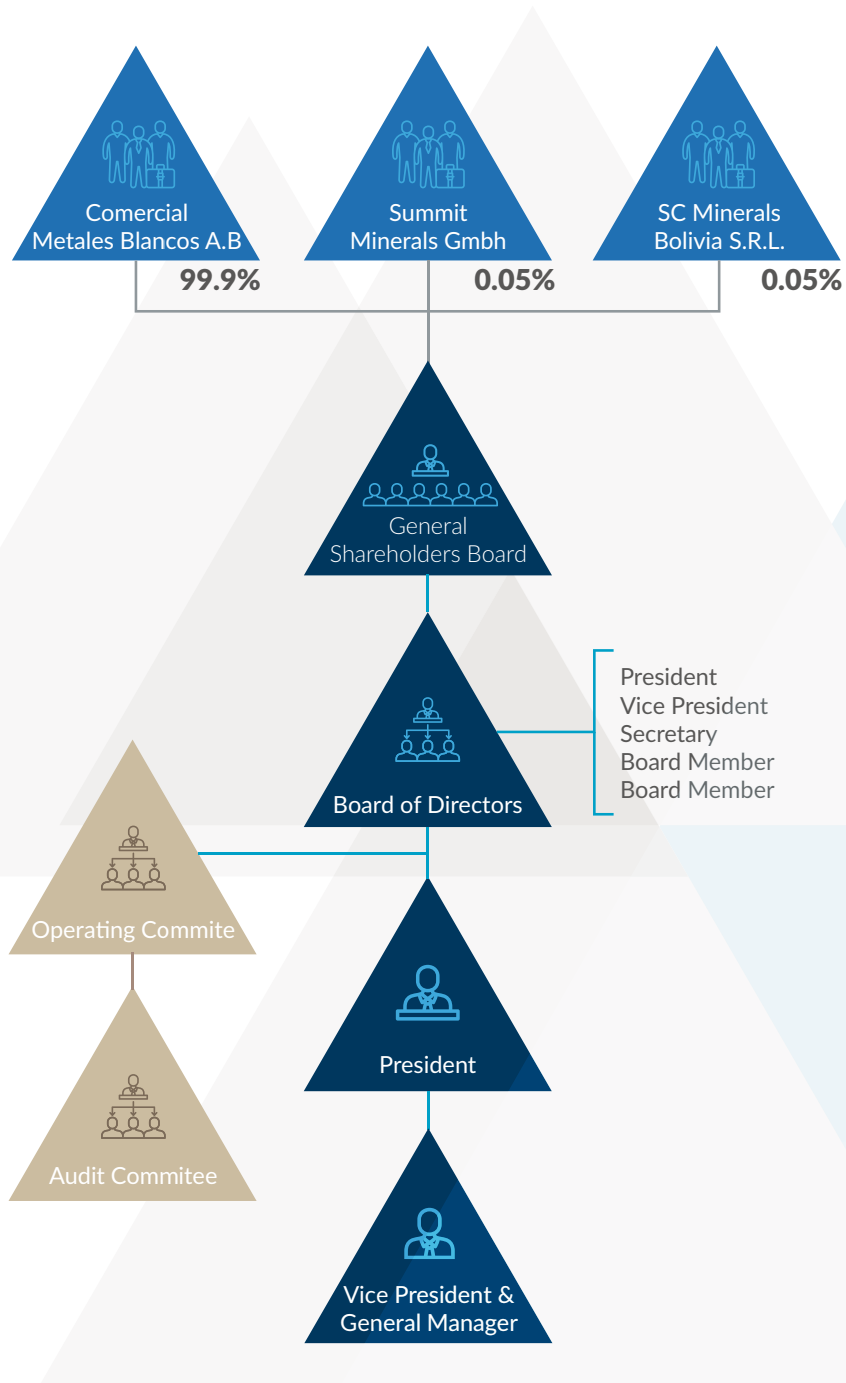 Comercial
Metales Blancos A.B
99.9%
Summit
Minerals Gmbh
0.05%
SC Minerals
Bolivia S.R.L.
0.05%
General
Shareholders Board
Board of Directors
President
Vice President
Secretary
Board Member
Board Member
Operating Commite
Audit Commitee
President
Vice President &
General Manager